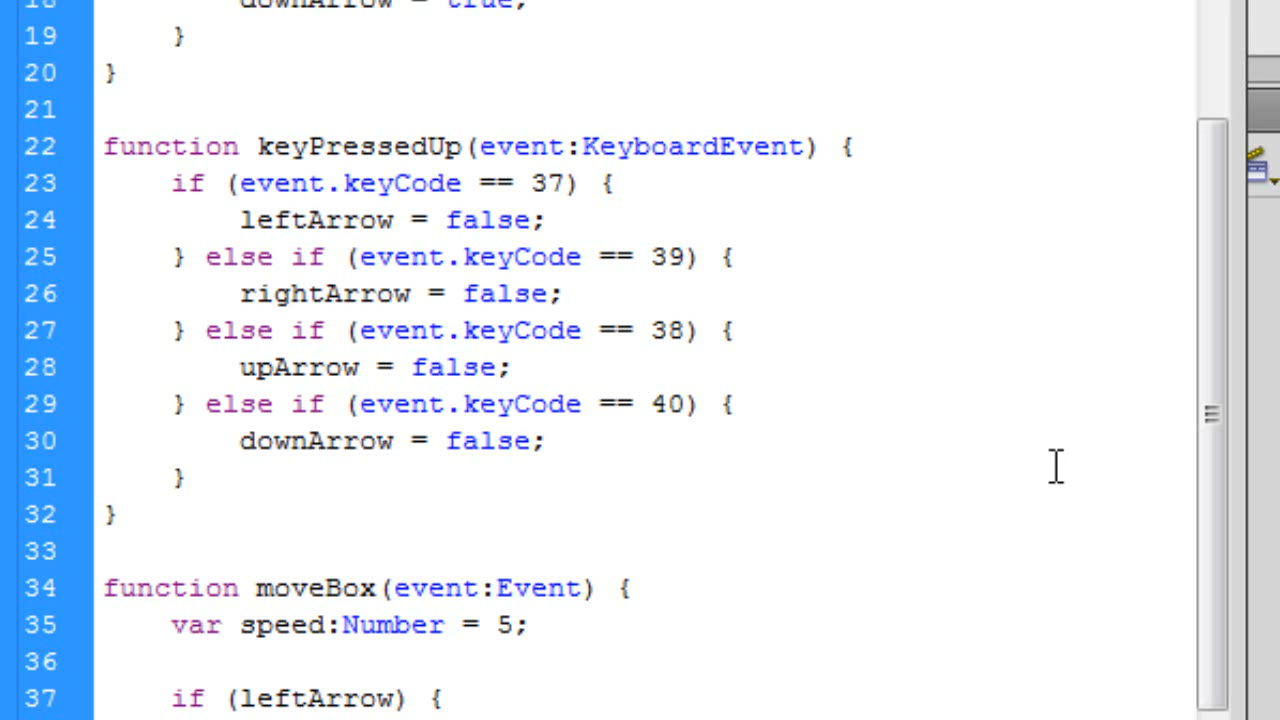 18         downArrow = true;
19     }
20 }
21
22 function keyPressedUp(event:KeyboardEvent) {
23     if (event.keyCode == 37) {
24         leftArrow = false;
25     } else if (event.keyCode == 39) {
26         rightArrow = false;
27     } else if (event.keyCode == 38) {
28         upArrow = false;
29     } else if (event.keyCode == 40) {
30         downArrow = false;
31     }
32 }
33
34 function moveBox(event:Event) {
35     var speed:Number = 5;
36
37     if (leftArrow) {